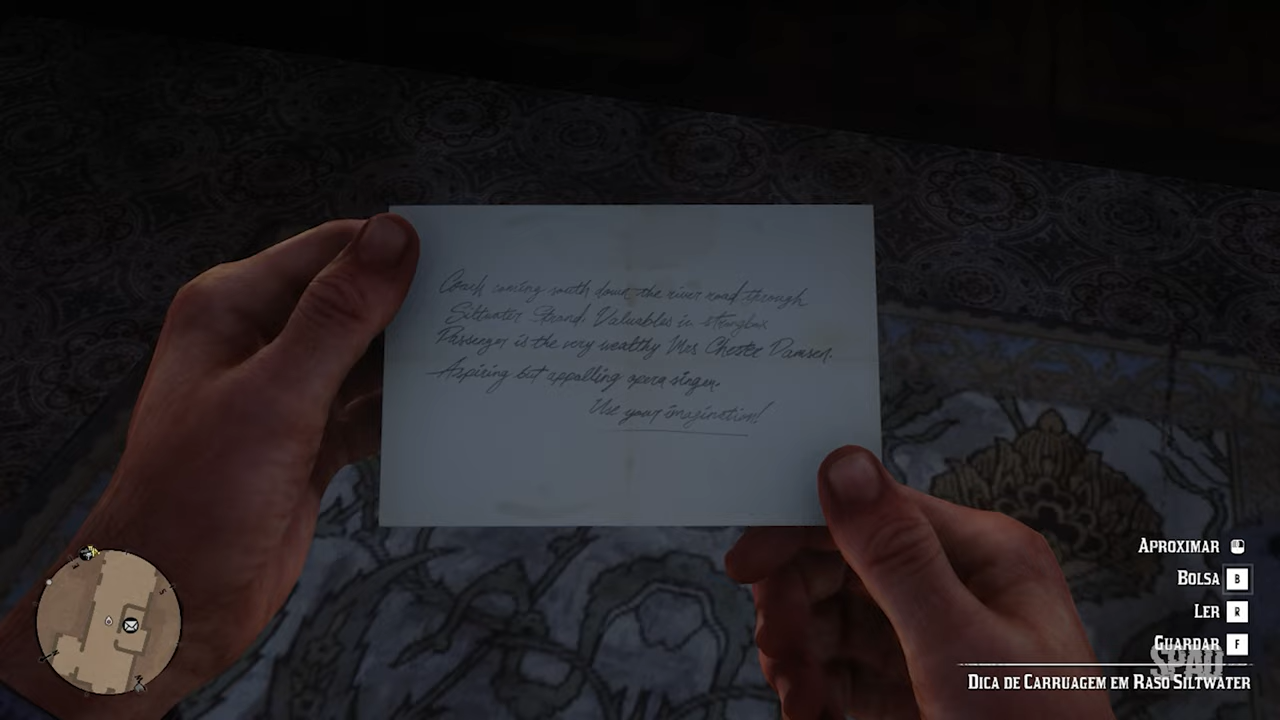 Coach coming south down the river road through
Siltwater Strand. Valuables in strongbox.
Passenger is the very wealthy Mrs Chester Damsen.
Aspiring but appalling opera singer.
Use your imagination!
APROXIMAR
BOLSA B
LER R
GUARDAR F
SPAD
DICA DE CARRUAGEM EM RASO SILTWATER